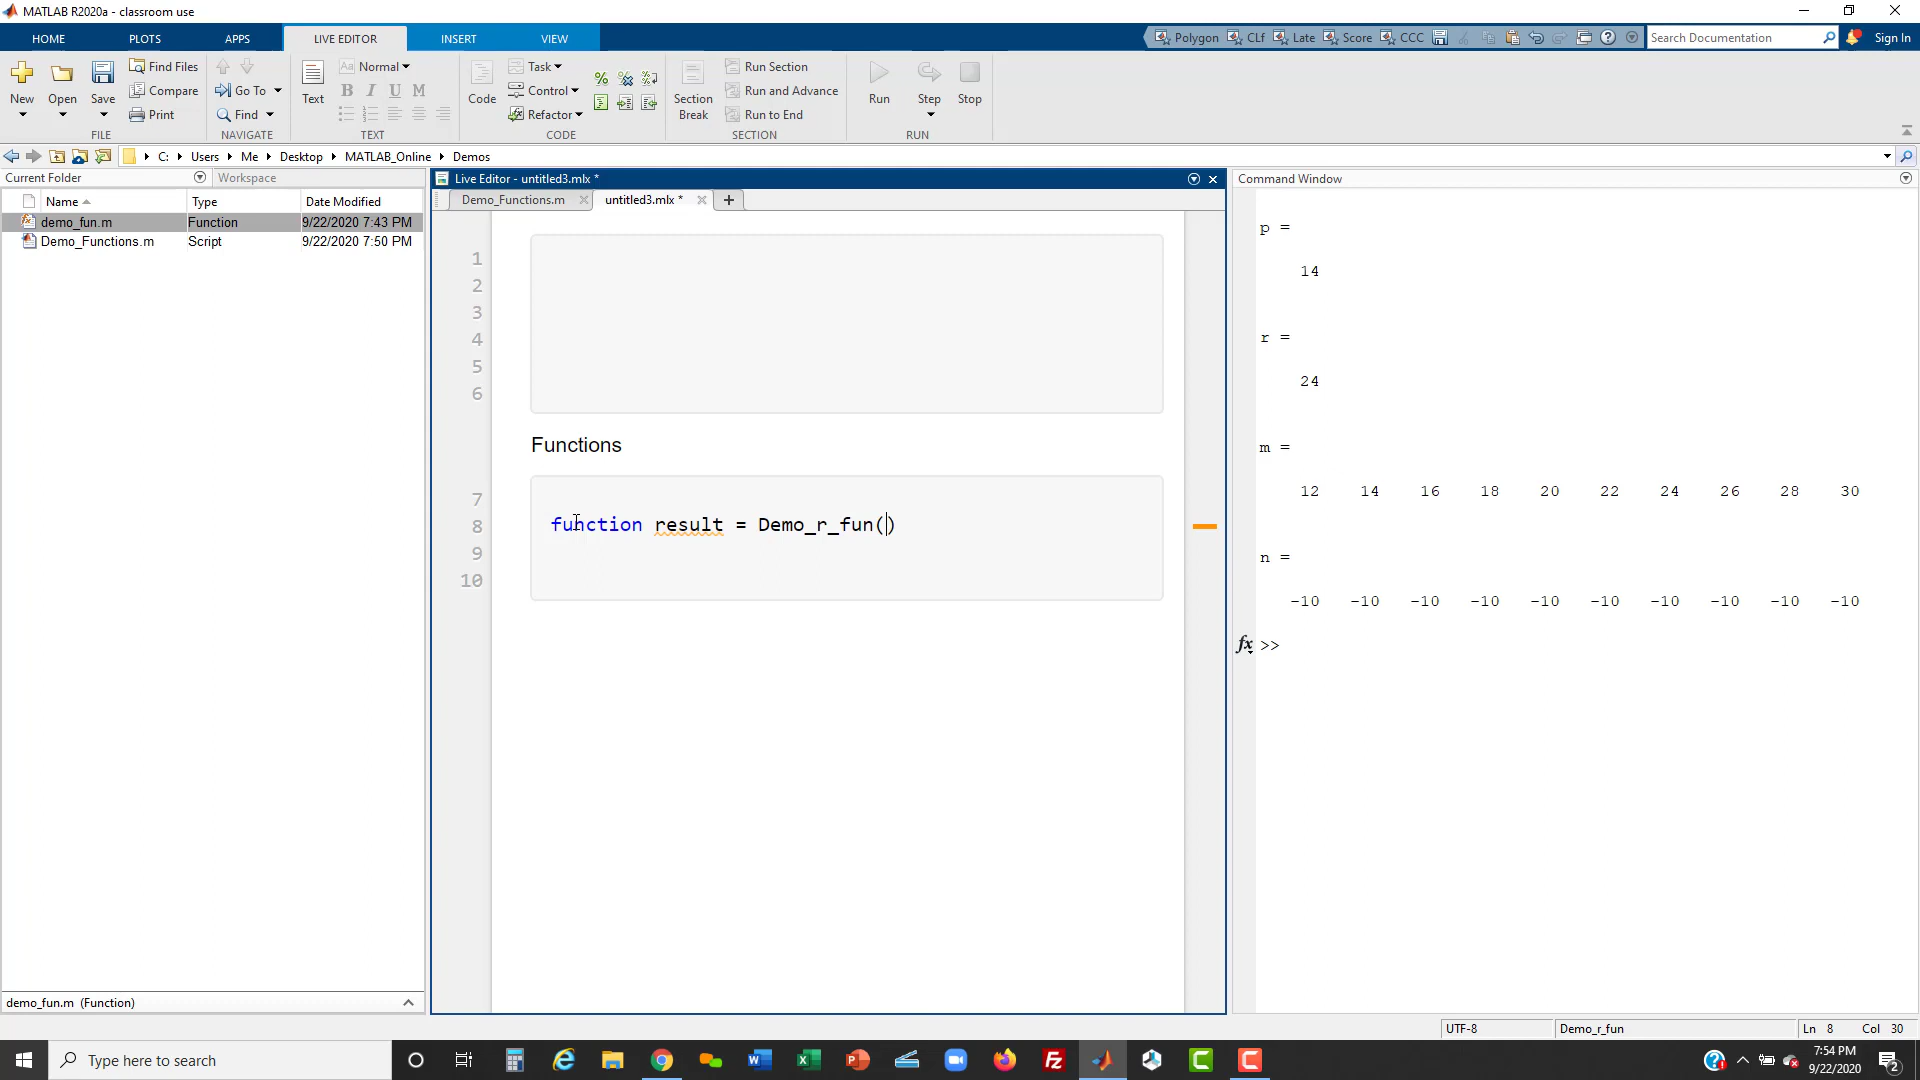 MATLAB R2020a - classroom use
HOME PLOTS APPS LIVE EDITOR INSERT VIEW
Polygon CLf Late Score CCC Search Documentation Sign In
New Open Save Find Files Compare Print
FILE
Go To Find
NAVIGATE
Text Normal B I U M
TEXT
Code Task Control Refactor
CODE
Section Break Run Section Run and Advance Run to End
SECTION
Run Step Stop
RUN
C: Users Me Desktop MATLAB_Online Demos
Current Folder Workspace
Name Type Date Modified
demo_fun.m Function 9/22/2020 7:43 PM
Demo_Functions.m Script 9/22/2020 7:50 PM
demo_fun.m (Function)
Live Editor - untitled3.mlx *
Demo_Functions.m untitled3.mlx * +
1
2
3
4
5
6
Functions
7
8 function result = Demo_r_fun()
9
10
Command Window
p =
14
r =
24
m =
12 14 16 18 20 22 24 26 28 30
n =
-10 -10 -10 -10 -10 -10 -10 -10 -10 -10
fx >>
UTF-8 Demo_r_fun Ln 8 Col 30
Type here to search
7:54 PM
9/22/2020
2